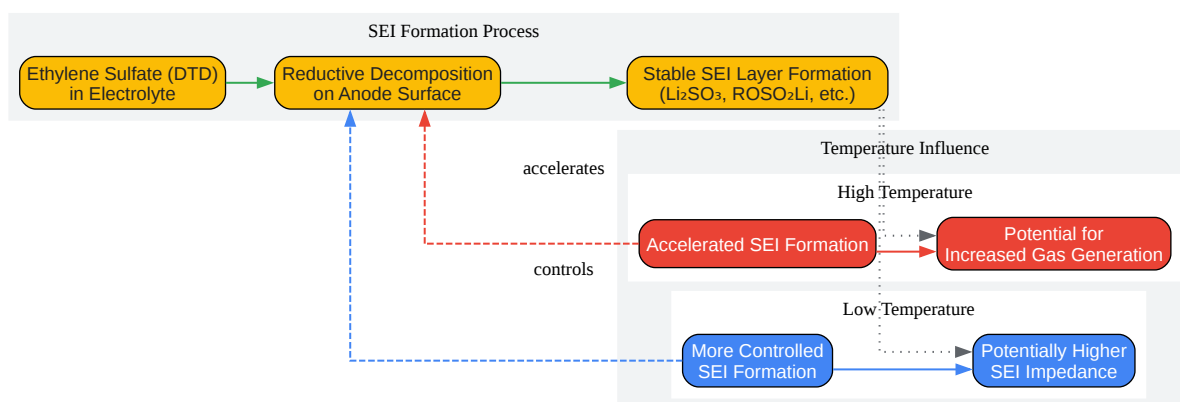 SEI Formation Process
Ethylene Sulfate (DTD)
in Electrolyte
Reductive Decomposition
on Anode Surface
Stable SEI Layer Formation
(Li₂SO₃, ROSO₂Li, etc.)
Temperature Influence
accelerates
High Temperature
Accelerated SEI Formation
Potential for
Increased Gas Generation
controls
Low Temperature
More Controlled
SEI Formation
Potentially Higher
SEI Impedance